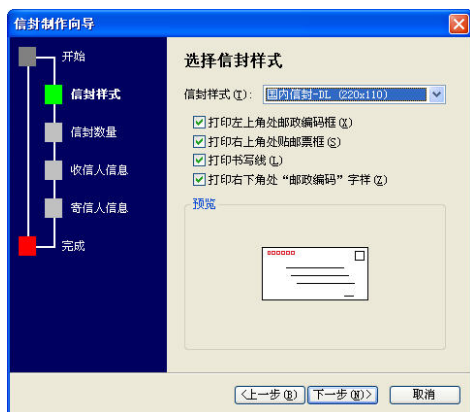 信封制作向导
开始
信封样式
信封数量
收信人信息
寄信人信息
完成
选择信封样式
信封样式(T)： 国内信封-DL (220x110)
打印左上角处邮政编码框(X)
打印右上角处贴邮票框(S)
打印书写线(L)
打印右下角处“邮政编码”字样(Z)
预览
<上一步(B) 下一步(N)> 取消